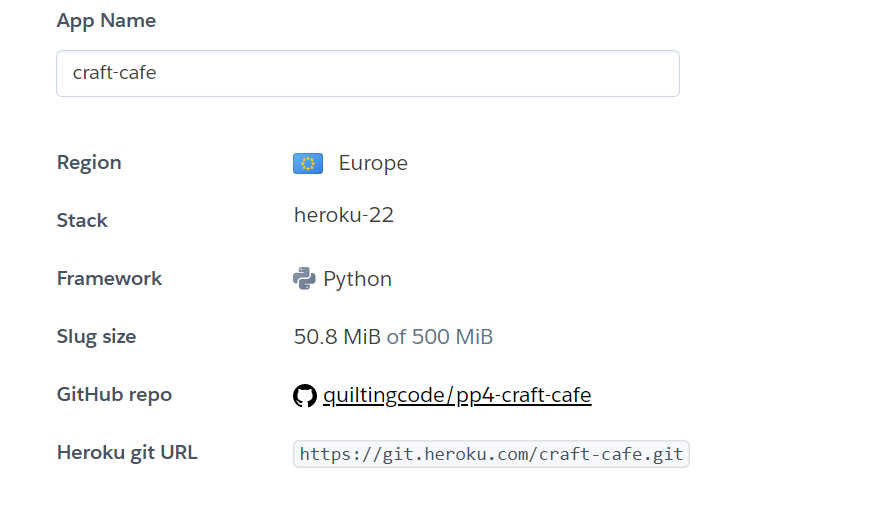 App Name
craft-cafe
Region Europe
Stack heroku-22
Framework Python
Slug size 50.8 MiB of 500 MiB
GitHub repo quiltingcode/pp4-craft-cafe
Heroku git URL https://git.heroku.com/craft-cafe.git